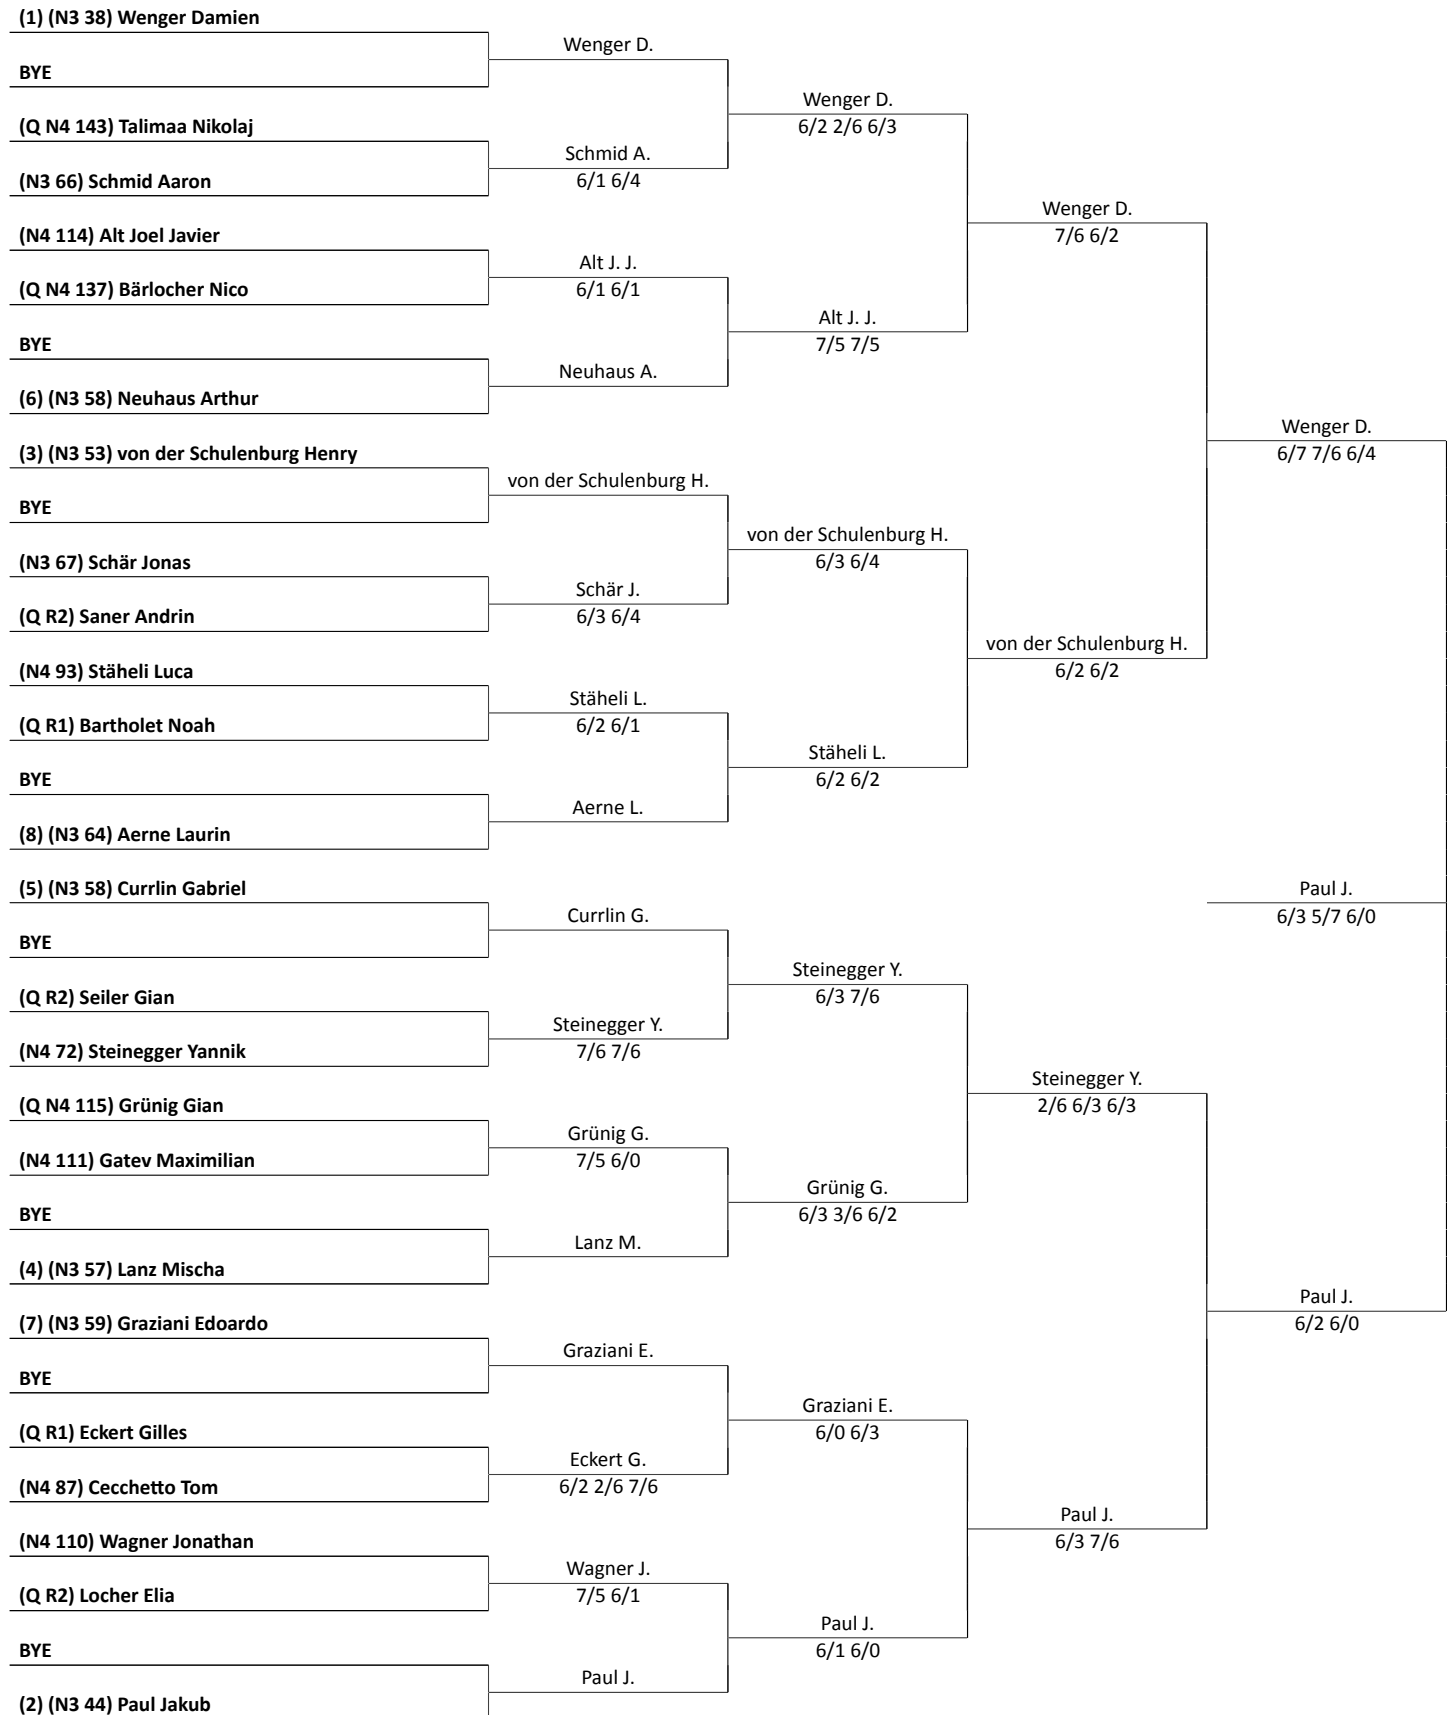 (1) (N3 38) Wenger Damien
Wenger D.
BYE
Wenger D.
6/2 2/6 6/3
(Q N4 143) Talimaa Nikolaj
Schmid A.
6/1 6/4
(N3 66) Schmid Aaron
Wenger D.
7/6 6/2
(N4 114) Alt Joel Javier
Alt J. J.
6/1 6/1
(Q N4 137) Bärlocher Nico
Alt J. J.
7/5 7/5
BYE
Neuhaus A.
(6) (N3 58) Neuhaus Arthur
Wenger D.
6/7 7/6 6/4
(3) (N3 53) von der Schulenburg Henry
von der Schulenburg H.
BYE
von der Schulenburg H.
6/3 6/4
(N3 67) Schär Jonas
Schär J.
6/3 6/4
(Q R2) Saner Andrin
von der Schulenburg H.
6/2 6/2
(N4 93) Stäheli Luca
Stäheli L.
6/2 6/1
(Q R1) Bartholet Noah
Stäheli L.
6/2 6/2
BYE
Aerne L.
(8) (N3 64) Aerne Laurin
(5) (N3 58) Currlin Gabriel
Paul J.
6/3 5/7 6/0
Currlin G.
BYE
Steinegger Y.
6/3 7/6
(Q R2) Seiler Gian
Steinegger Y.
7/6 7/6
(N4 72) Steinegger Yannik
Steinegger Y.
2/6 6/3 6/3
(Q N4 115) Grünig Gian
Grünig G.
7/5 6/0
(N4 111) Gatev Maximilian
Grünig G.
6/3 3/6 6/2
BYE
Lanz M.
(4) (N3 57) Lanz Mischa
Paul J.
6/2 6/0
(7) (N3 59) Graziani Edoardo
Graziani E.
BYE
Graziani E.
6/0 6/3
(Q R1) Eckert Gilles
Eckert G.
6/2 2/6 7/6
(N4 87) Cecchetto Tom
Paul J.
6/3 7/6
(N4 110) Wagner Jonathan
Wagner J.
7/5 6/1
(Q R2) Locher Elia
Paul J.
6/1 6/0
BYE
Paul J.
(2) (N3 44) Paul Jakub